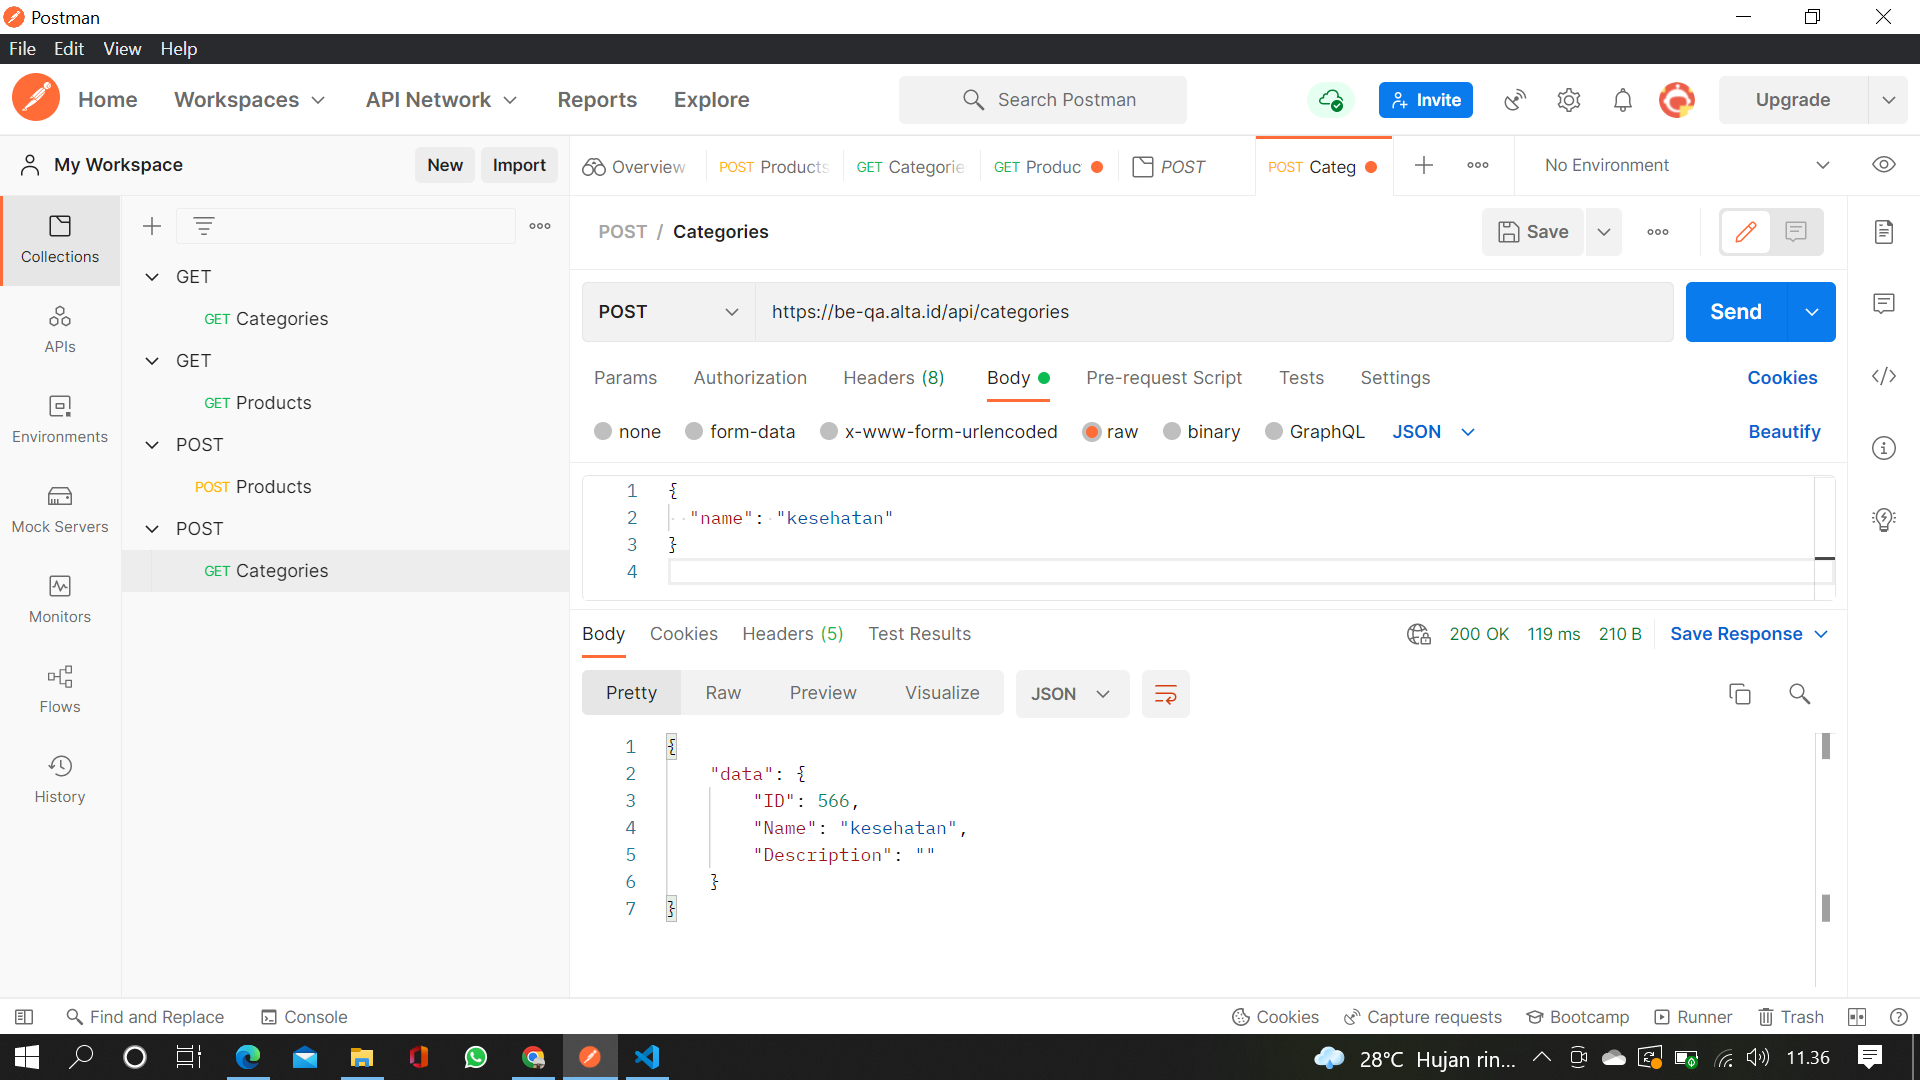 Postman
File Edit View Help
Home Workspaces API Network Reports Explore Search Postman Invite Upgrade
My Workspace New Import
Overview POST Products GET Categorie GET Produc POST POST Categ No Environment
POST / Categories Save
Collections
APIs
Environments
Mock Servers
Monitors
Flows
History
GET
GET Categories
GET
GET Products
POST
POST Products
POST
GET Categories
POST https://be-qa.alta.id/api/categories Send
Params Authorization Headers (8) Body Pre-request Script Tests Settings Cookies
none form-data x-www-form-urlencoded raw binary GraphQL JSON Beautify
1 {
2 "name": "kesehatan"
3 }
4
Body Cookies Headers (5) Test Results 200 OK 119 ms 210 B Save Response
Pretty Raw Preview Visualize JSON
1 {
2 "data": {
3 "ID": 566,
4 "Name": "kesehatan",
5 "Description": ""
6 }
7 }
Find and Replace Console Cookies Capture requests Bootcamp Runner Trash
28°C Hujan rin... 11.36